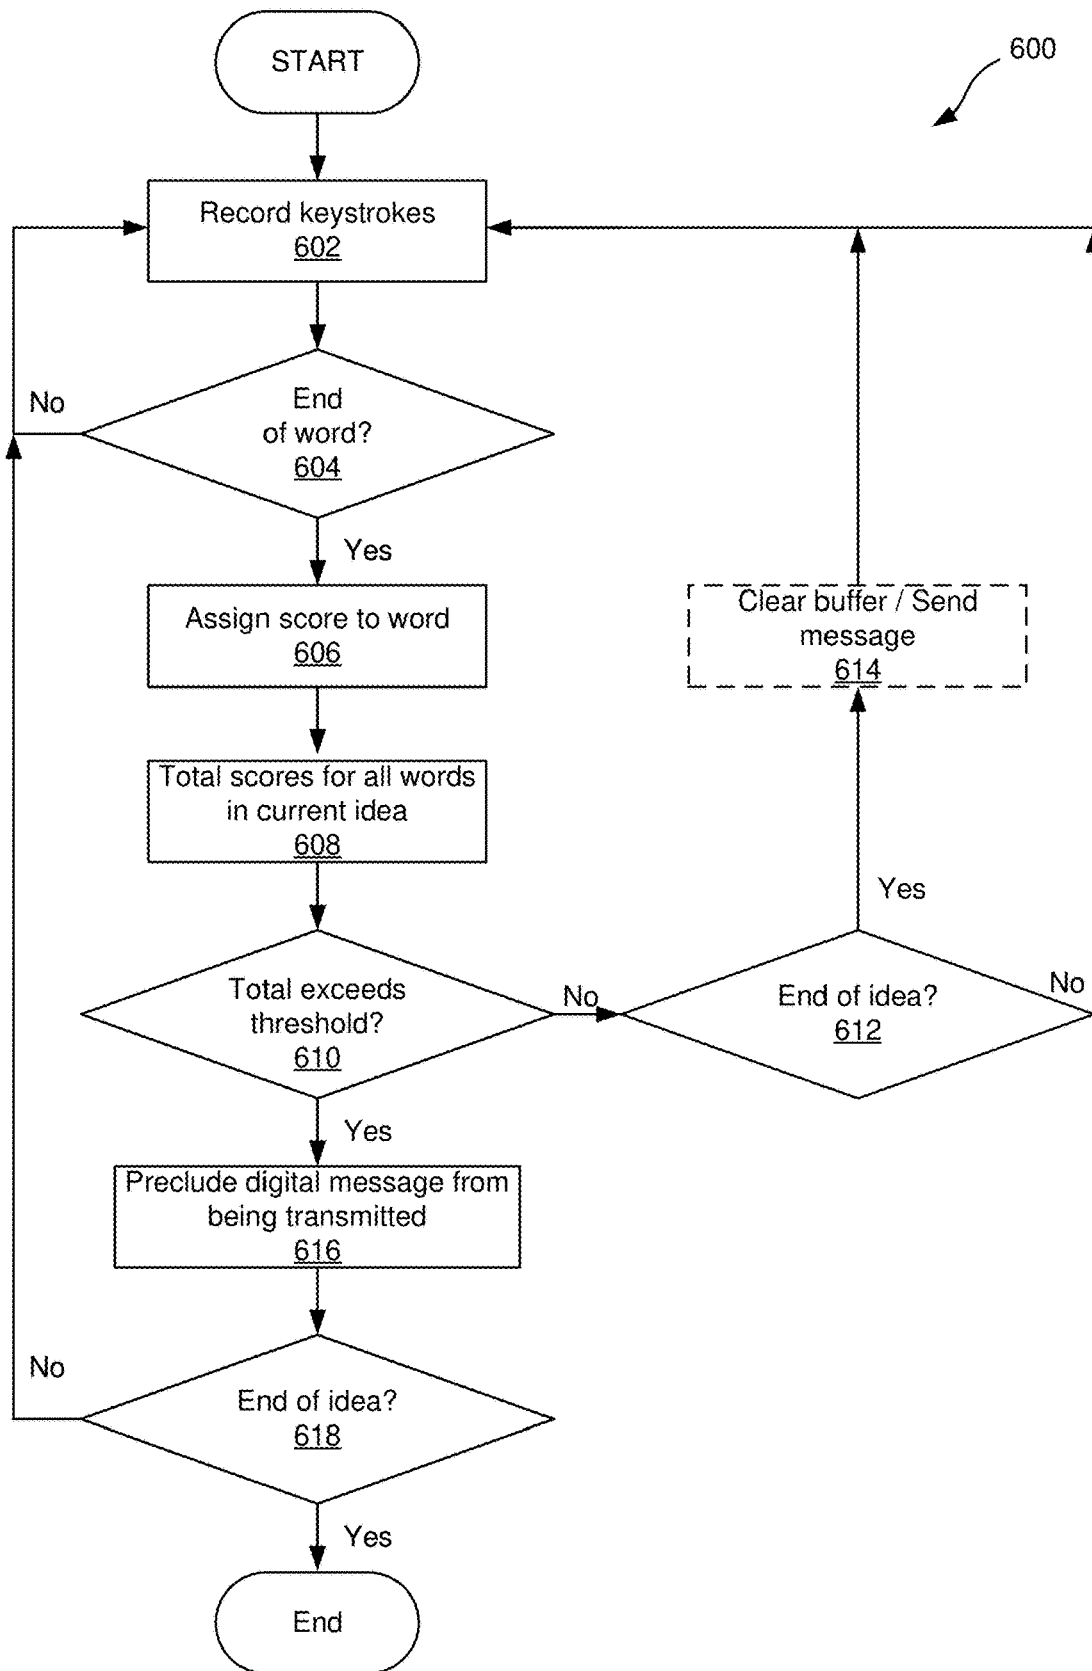 START
600
Record keystrokes
602
No
End
of word?
604
Yes
Assign score to word
606
Clear buffer / Send
message
614
Total scores for all words
in current idea
608
Yes
Total exceeds
threshold?
610
No
End of idea?
612
No
Yes
Preclude digital message from
being transmitted
616
No
End of idea?
618
Yes
End